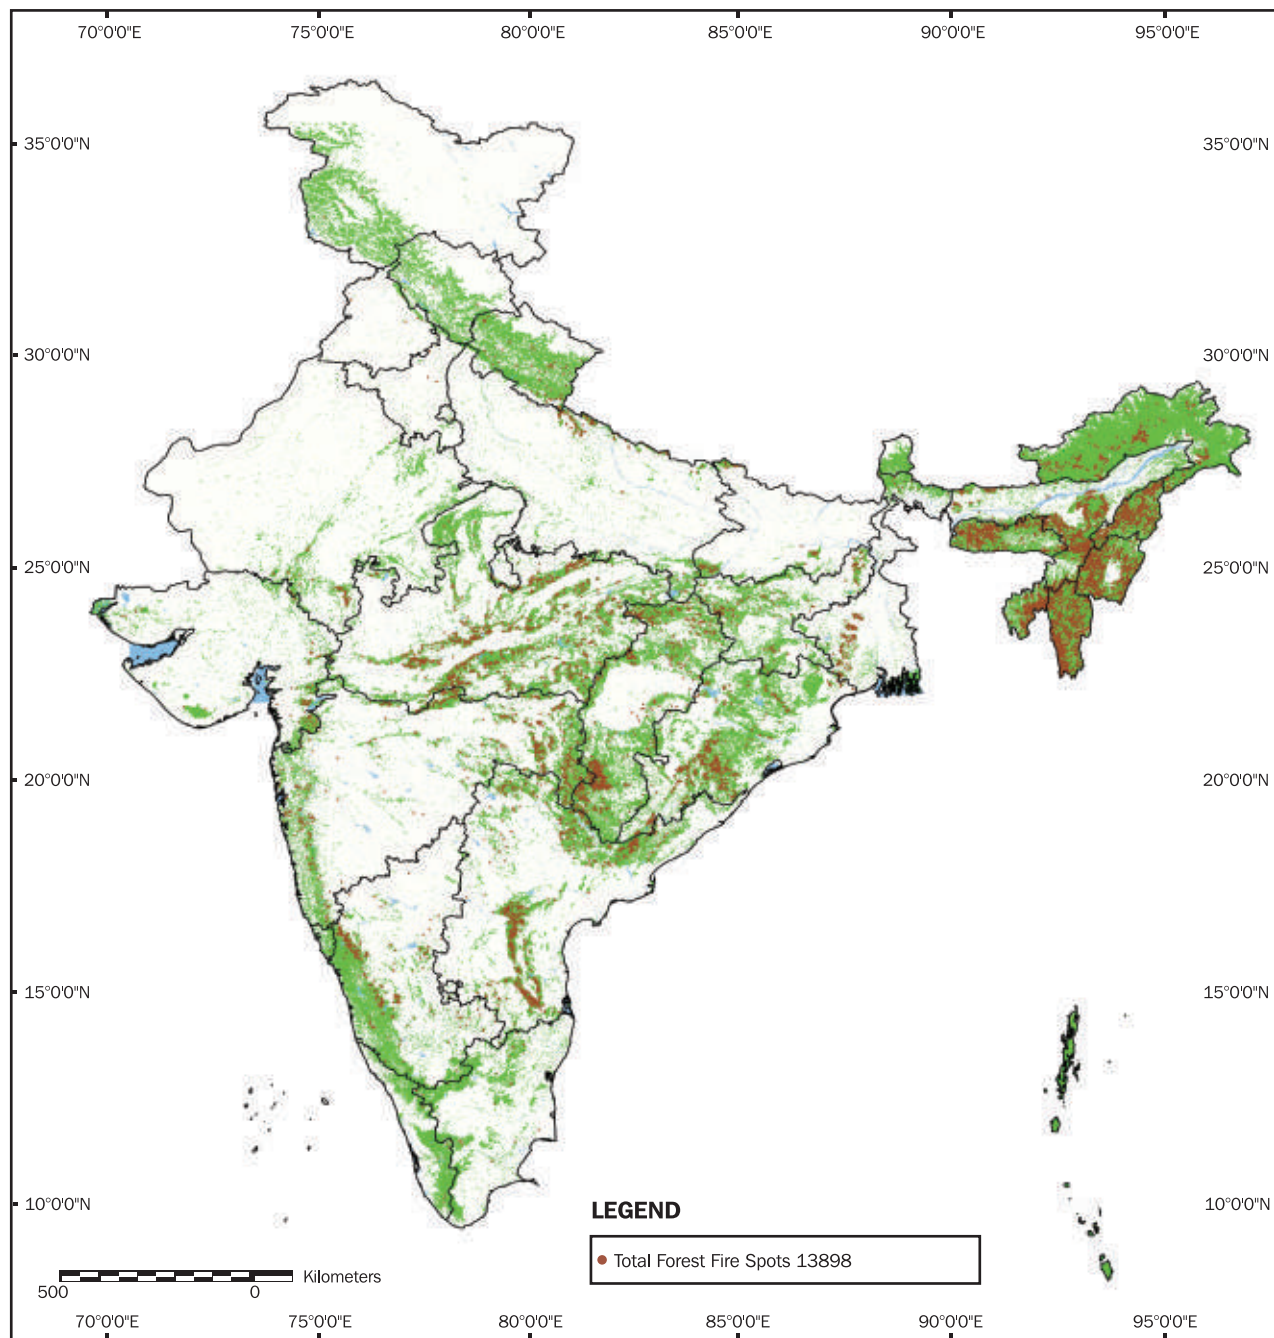 70°0'0"E 75°0'0"E 80°0'0"E 85°0'0"E 90°0'0"E 95°0'0"E
35°0'0"N 35°0'0"N
30°0'0"N 30°0'0"N
25°0'0"N 25°0'0"N
20°0'0"N 20°0'0"N
15°0'0"N 15°0'0"N
10°0'0"N 10°0'0"N
LEGEND
Total Forest Fire Spots 13898
Kilometers
500 0
70°0'0"E 75°0'0"E 80°0'0"E 85°0'0"E 90°0'0"E 95°0'0"E